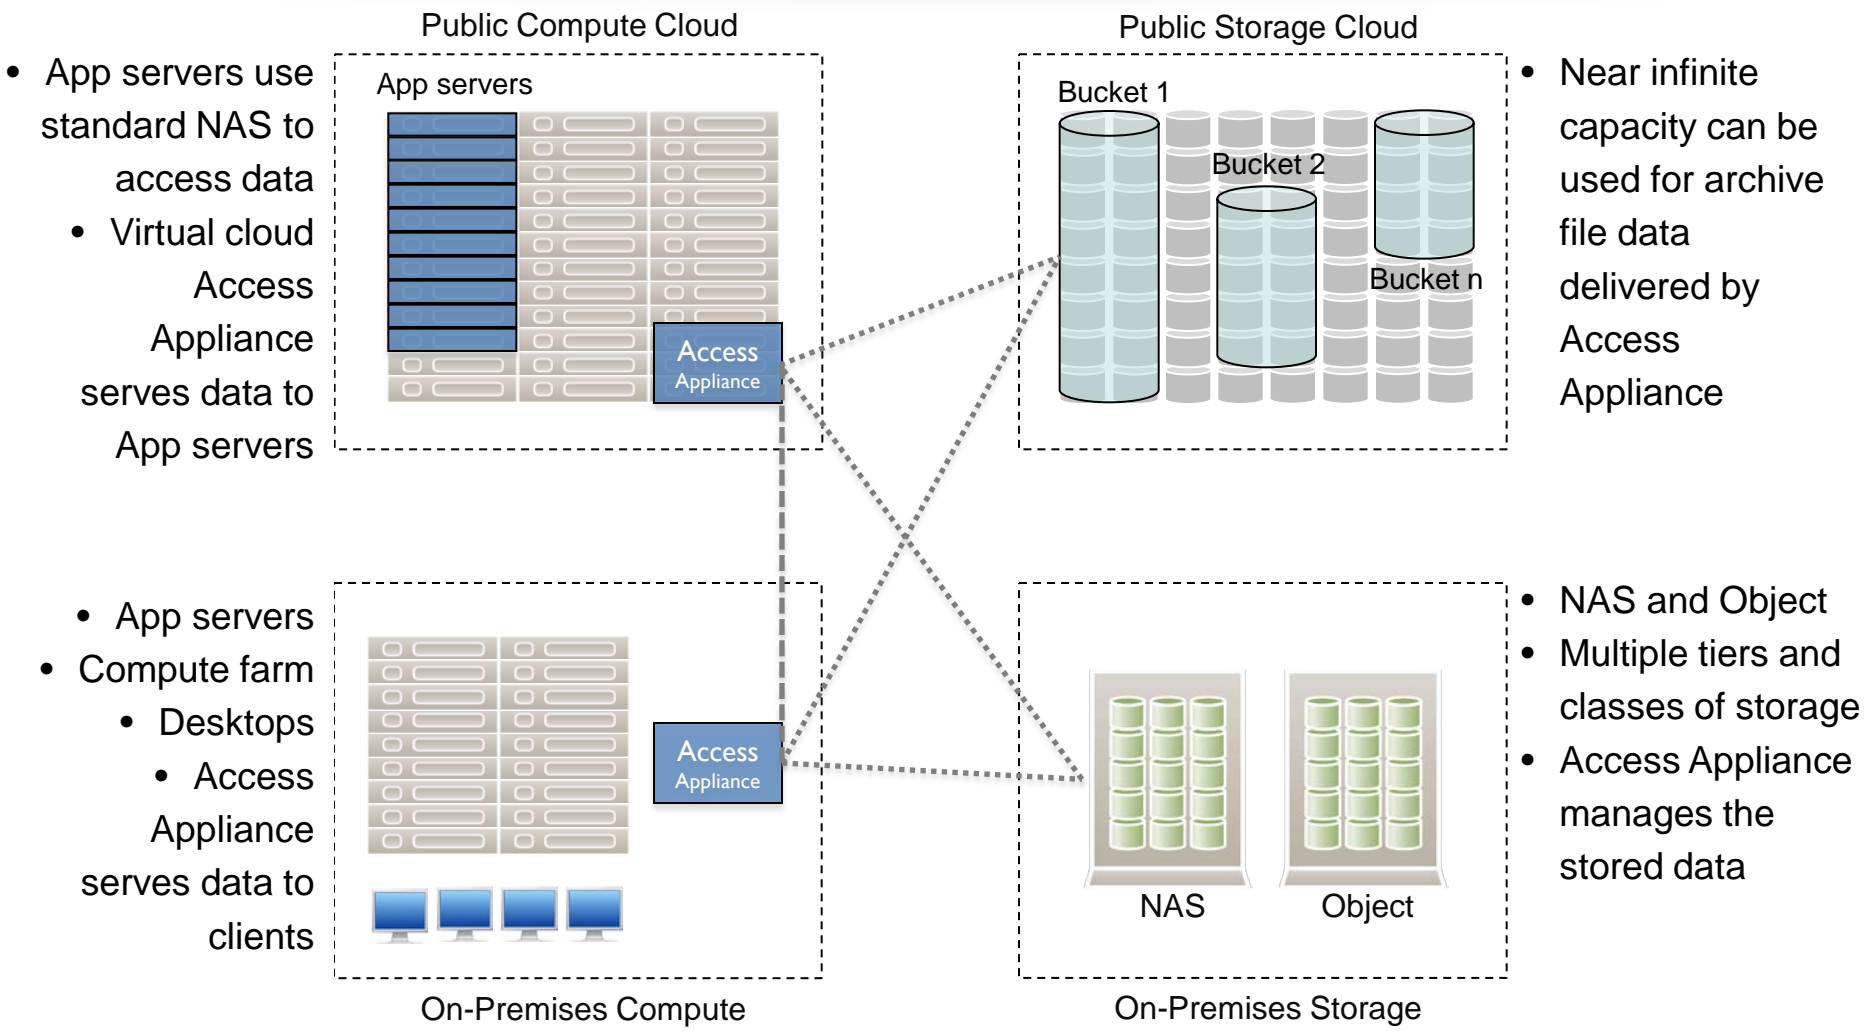 Public Compute Cloud
• App servers use
standard NAS to
access data
• Virtual cloud
Access
Appliance
serves data to
App servers
App servers
Access
Appliance
Public Storage Cloud
Bucket 1
Bucket 2
Bucket n
• Near infinite
capacity can be
used for archive
file data
delivered by
Access
Appliance
• App servers
• Compute farm
• Desktops
• Access
Appliance
serves data to
clients
Access
Appliance
On-Premises Compute
NAS
Object
On-Premises Storage
• NAS and Object
• Multiple tiers and
classes of storage
• Access Appliance
manages the
stored data